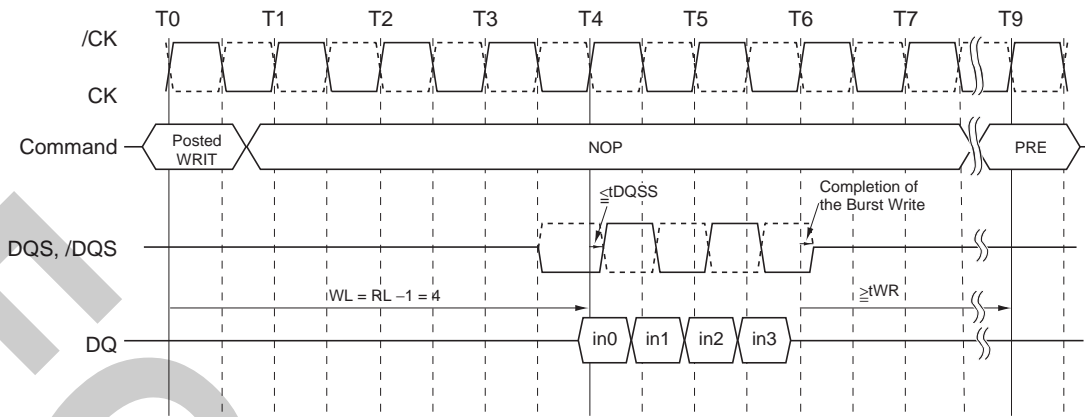 T0 T1 T2 T3 T4 T5 T6 T7 T9
/CK
CK
Command
Posted
WRIT
NOP
PRE
≦tDQSS
Completion of
the Burst Write
DQS, /DQS
WL = RL −1 = 4
≧tWR
DQ
in0 in1 in2 in3